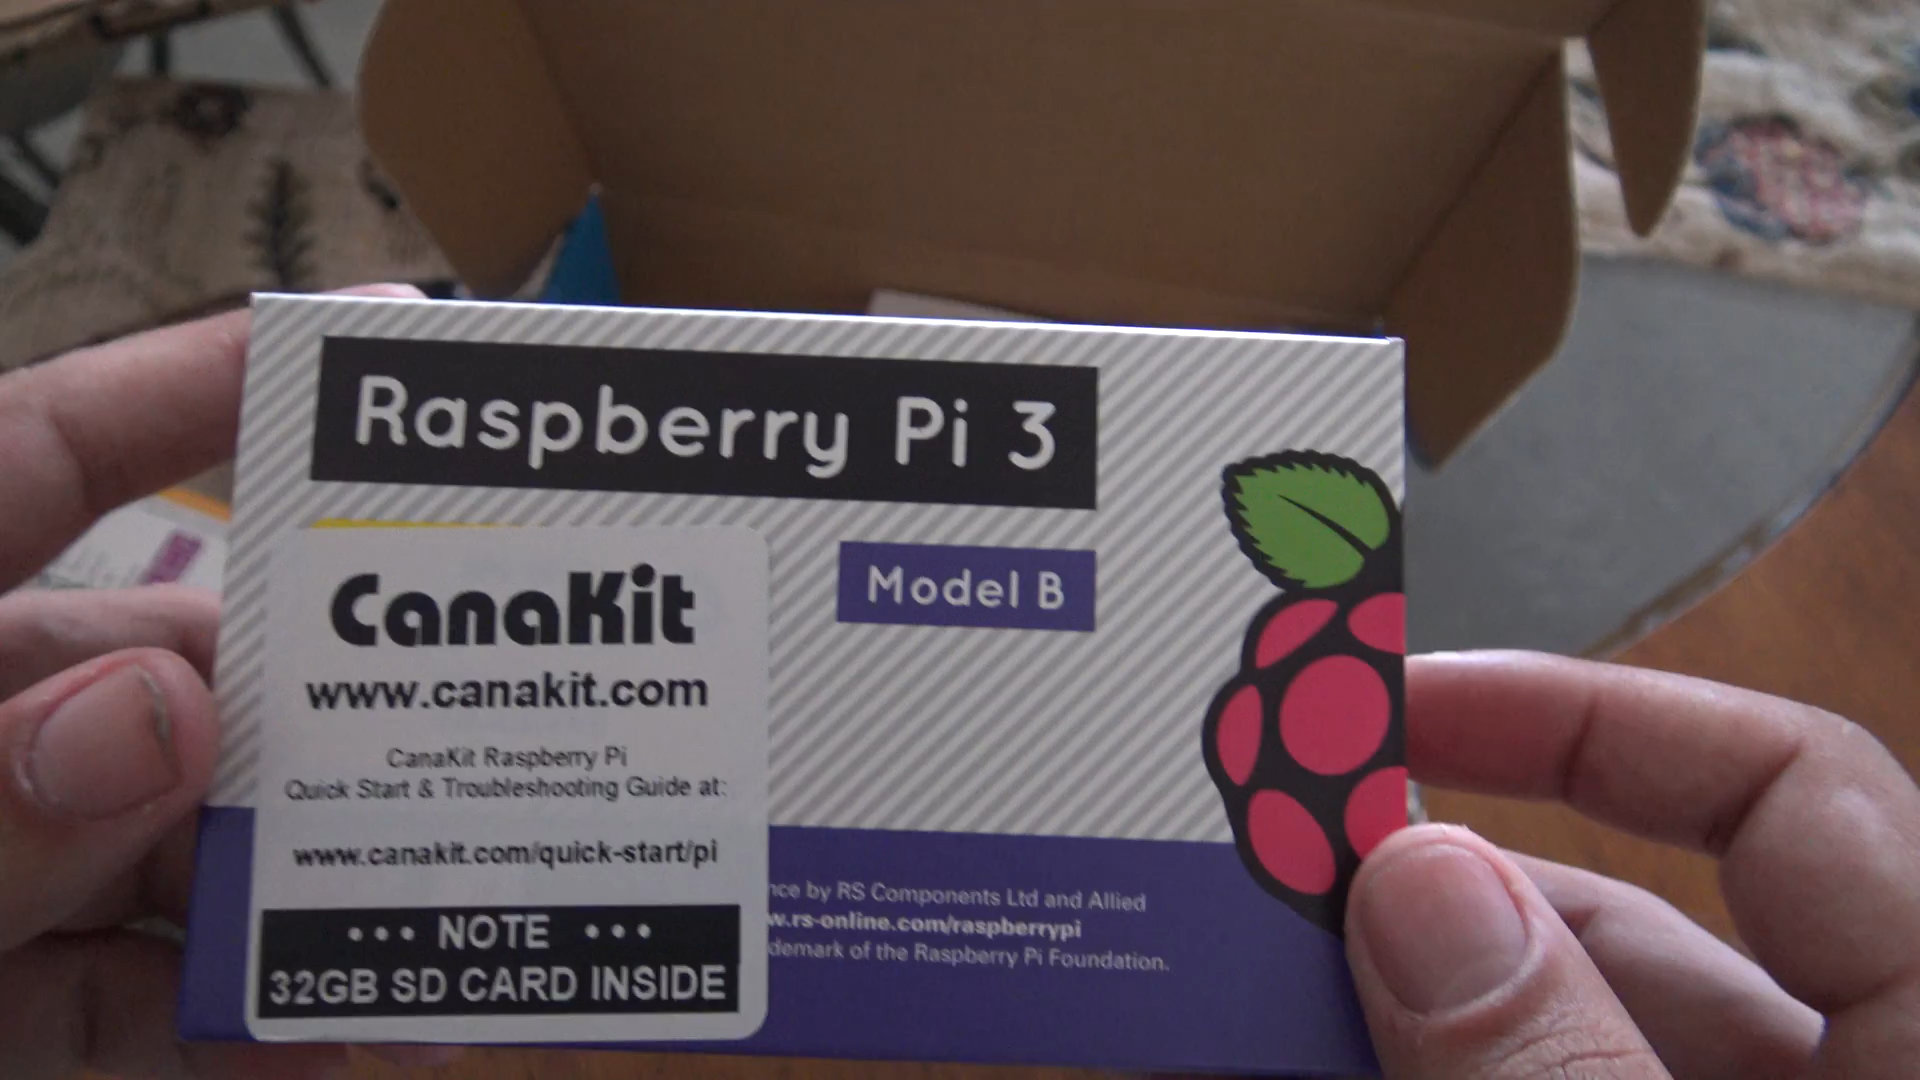 Raspberry Pi 3
Model B
CanaKit
www.canakit.com
CanaKit Raspberry Pi
Quick Start & Troubleshooting Guide at:
www.canakit.com/quick-start/pi
••• NOTE •••
32GB SD CARD INSIDE
by RS Components Ltd and Allied
w.rs-online.com/raspberrypi
of the Raspberry Pi Foundation.